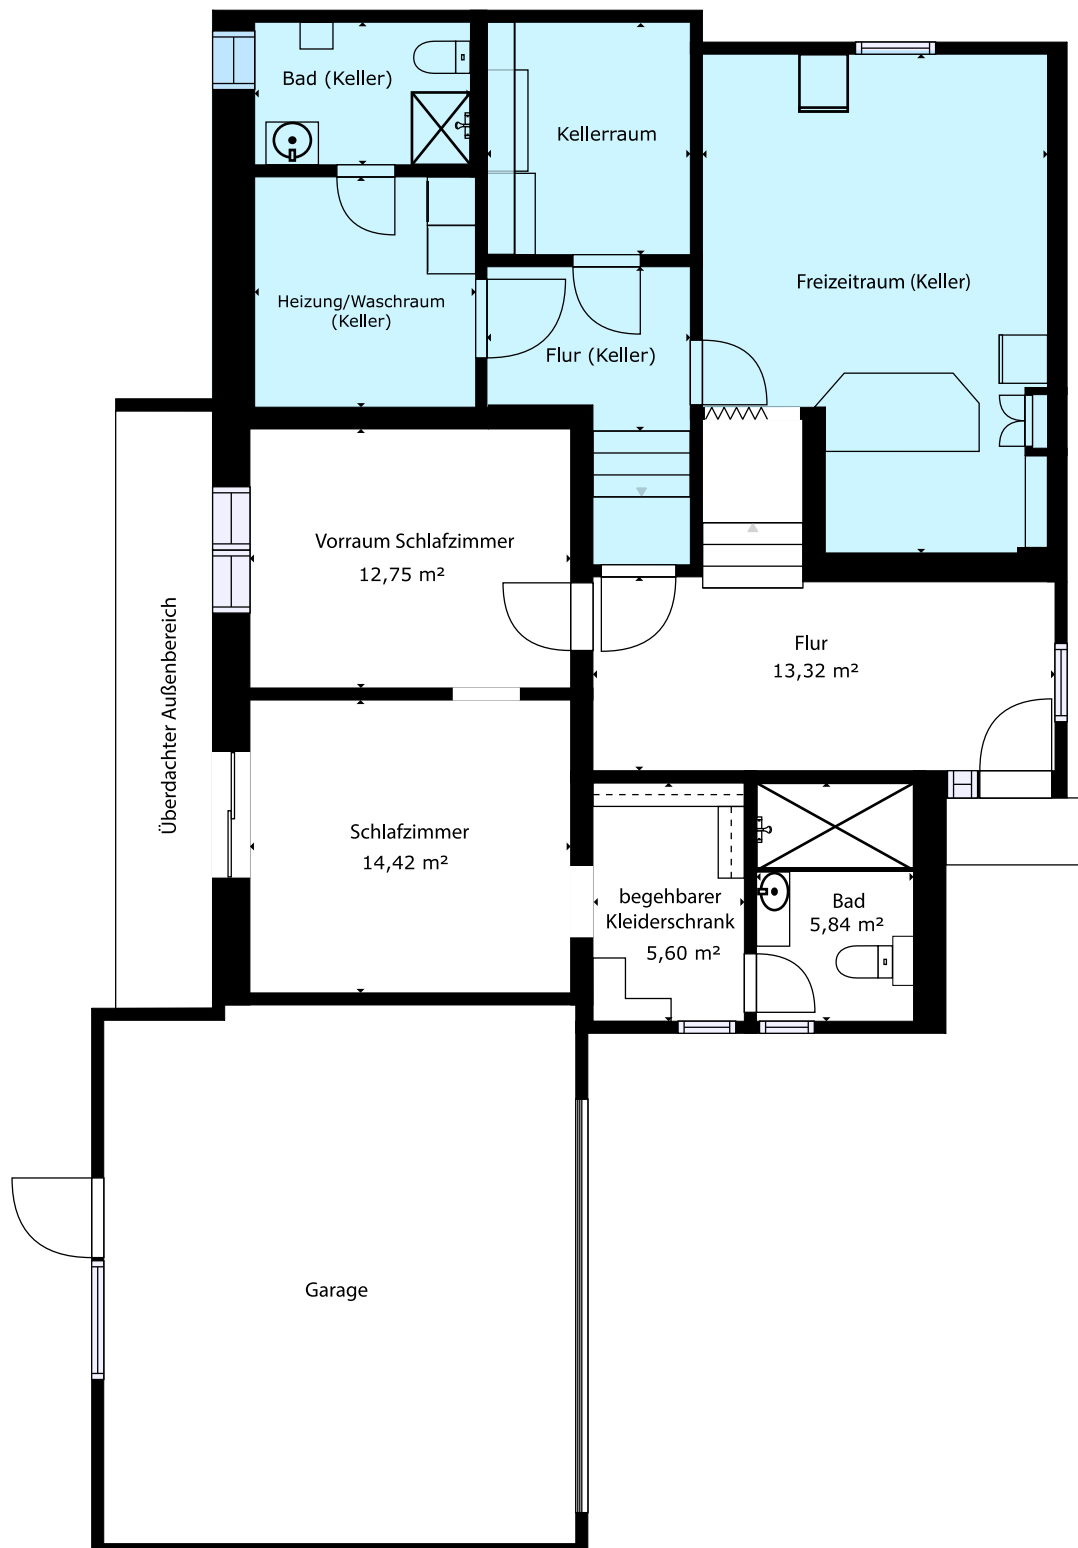 Bad (Keller)
Kellerraum
Freizeitraum (Keller)
Heizung/Waschraum
(Keller)
Flur (Keller)
Vorraum Schlafzimmer
12,75 m²
Überdachter Außenbereich
Flur
13,32 m²
Schlafzimmer
14,42 m²
begehbarer
Kleiderschrank
5,60 m²
Bad
5,84 m²
Garage